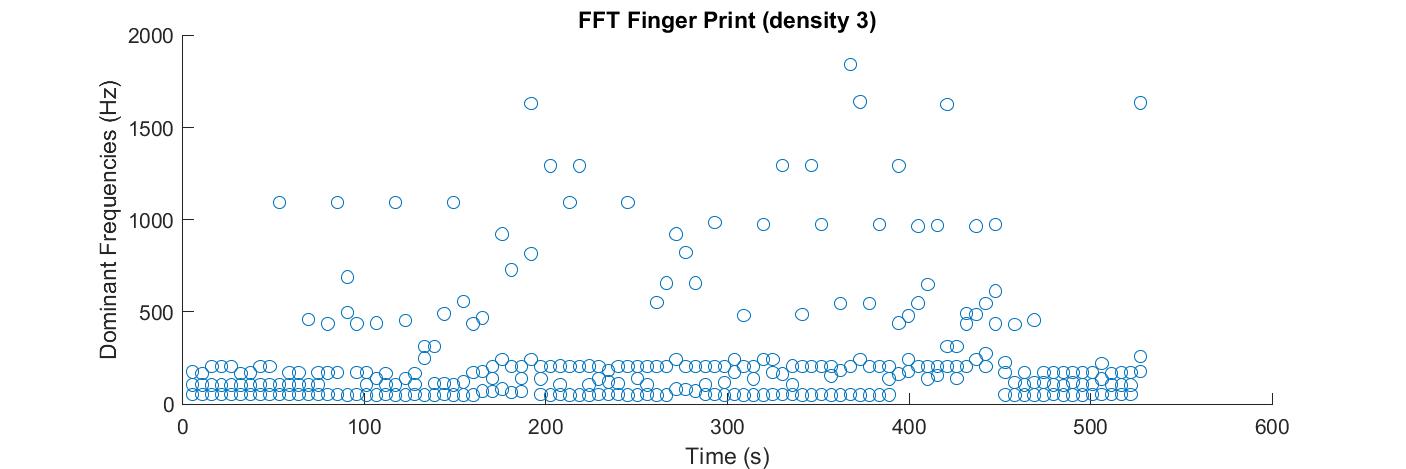 FFT Finger Print (density 3)
2000
1500
1000
500
0
Dominant Frequencies (Hz)
0 100 200 300 400 500 600
Time (s)